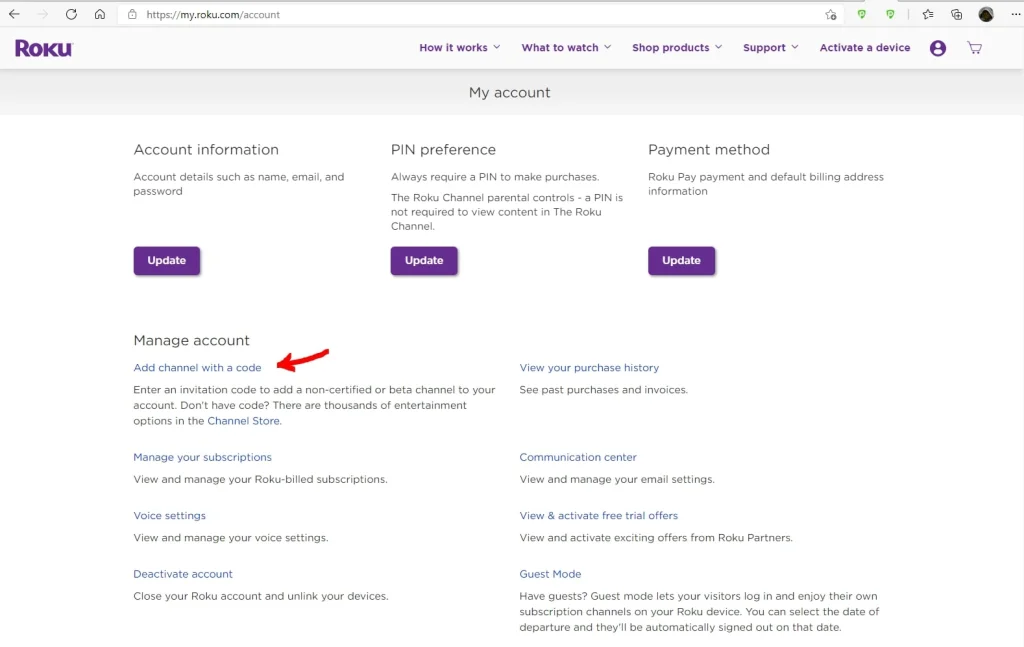 https://my.roku.com/account
Roku
How it works
What to watch
Shop products
Support
Activate a device
My account
Account information
Account details such as name, email, and
password
Update
PIN preference
Always require a PIN to make purchases.
The Roku Channel parental controls - a PIN is
not required to view content in The Roku
Channel.
Update
Payment method
Roku Pay payment and default billing address
information
Update
Manage account
Add channel with a code
Enter an invitation code to add a non-certified or beta channel to your
account. Don't have code? There are thousands of entertainment
options in the Channel Store.
View your purchase history
See past purchases and invoices.
Manage your subscriptions
View and manage your Roku-billed subscriptions.
Communication center
View and manage your email settings.
Voice settings
View and manage your voice settings.
View & activate free trial offers
View and activate exciting offers from Roku Partners.
Deactivate account
Close your Roku account and unlink your devices.
Guest Mode
Have guests? Guest mode lets your visitors log in and enjoy their own
subscription channels on your Roku device. You can select the date of
departure and they'll be automatically signed out on that date.